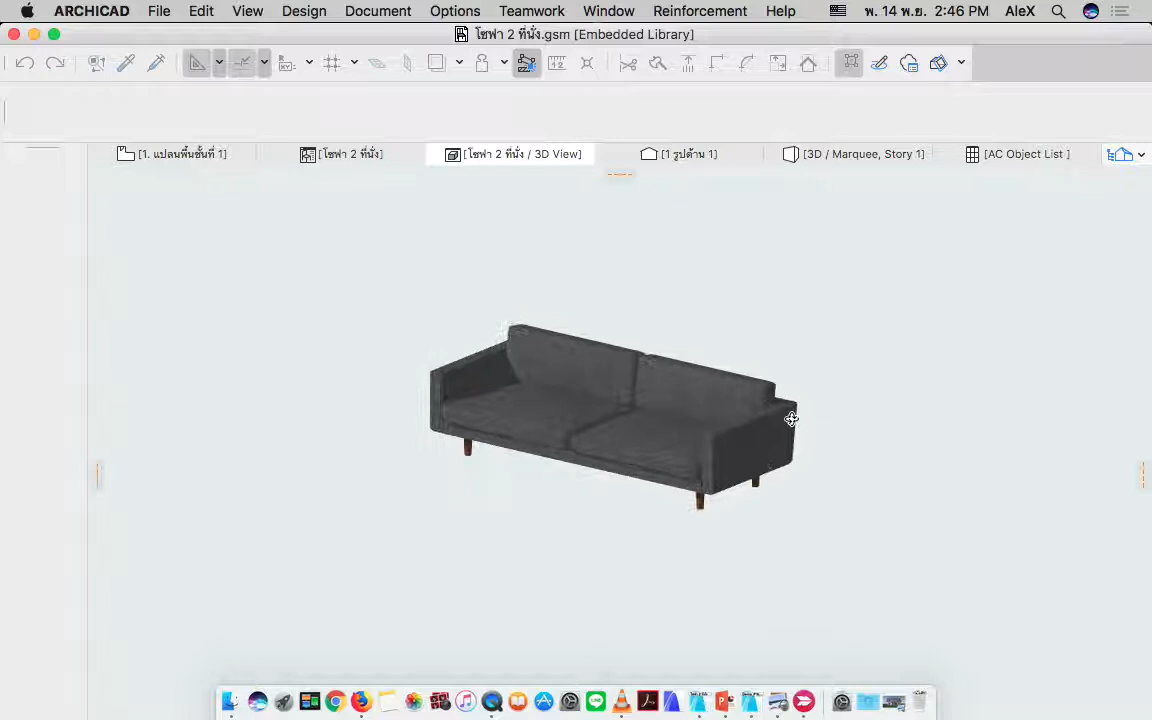 ARCHICAD File Edit View Design Document Options Teamwork Window Reinforcement Help พ. 14 พ.ย. 2:46 PM AleX
โซฟา 2 ที่นั่ง.gsm [Embedded Library]
[1. แปลนพื้นชั้นที่ 1] [โซฟา 2 ที่นั่ง] [โซฟา 2 ที่นั่ง / 3D View] [1 รูปด้าน 1] [3D / Marquee, Story 1] [AC Object List ]